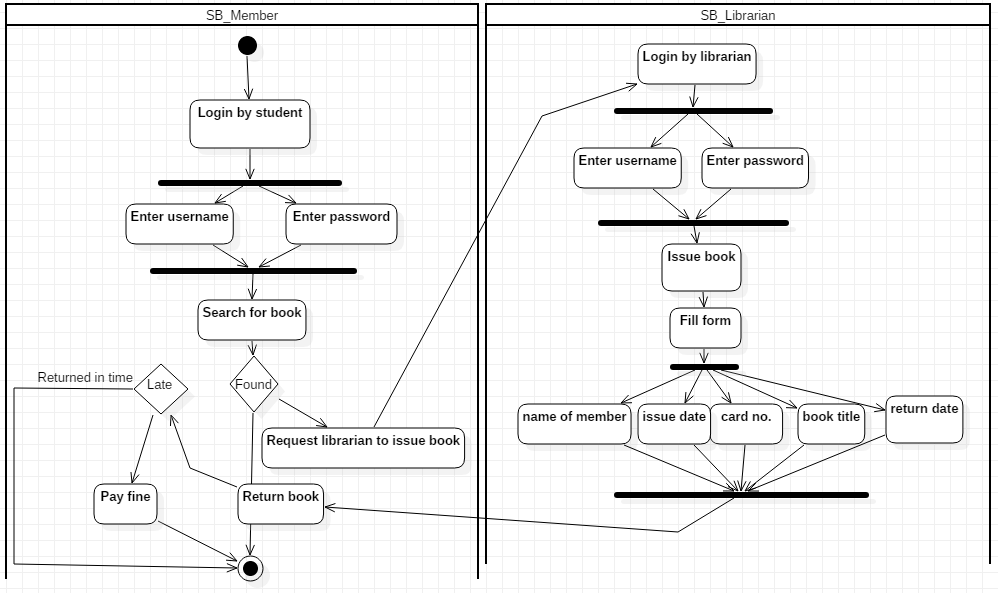 SB_Member
SB_Librarian
Login by student
Enter username
Enter password
Search for book
Found
Late
Returned in time
Request librarian to issue book
Pay fine
Return book
Login by librarian
Enter username
Enter password
Issue book
Fill form
name of member
issue date
card no.
book title
return date